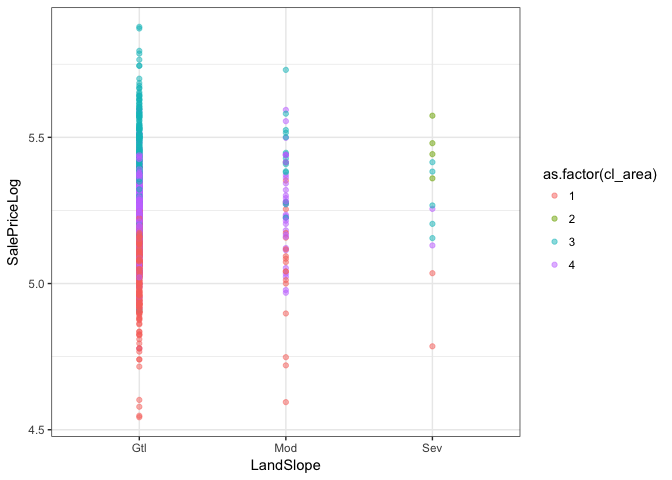 SalePriceLog
5.5
5.0
4.5
Gtl Mod Sev
LandSlope
as.factor(cl_area)
1
2
3
4